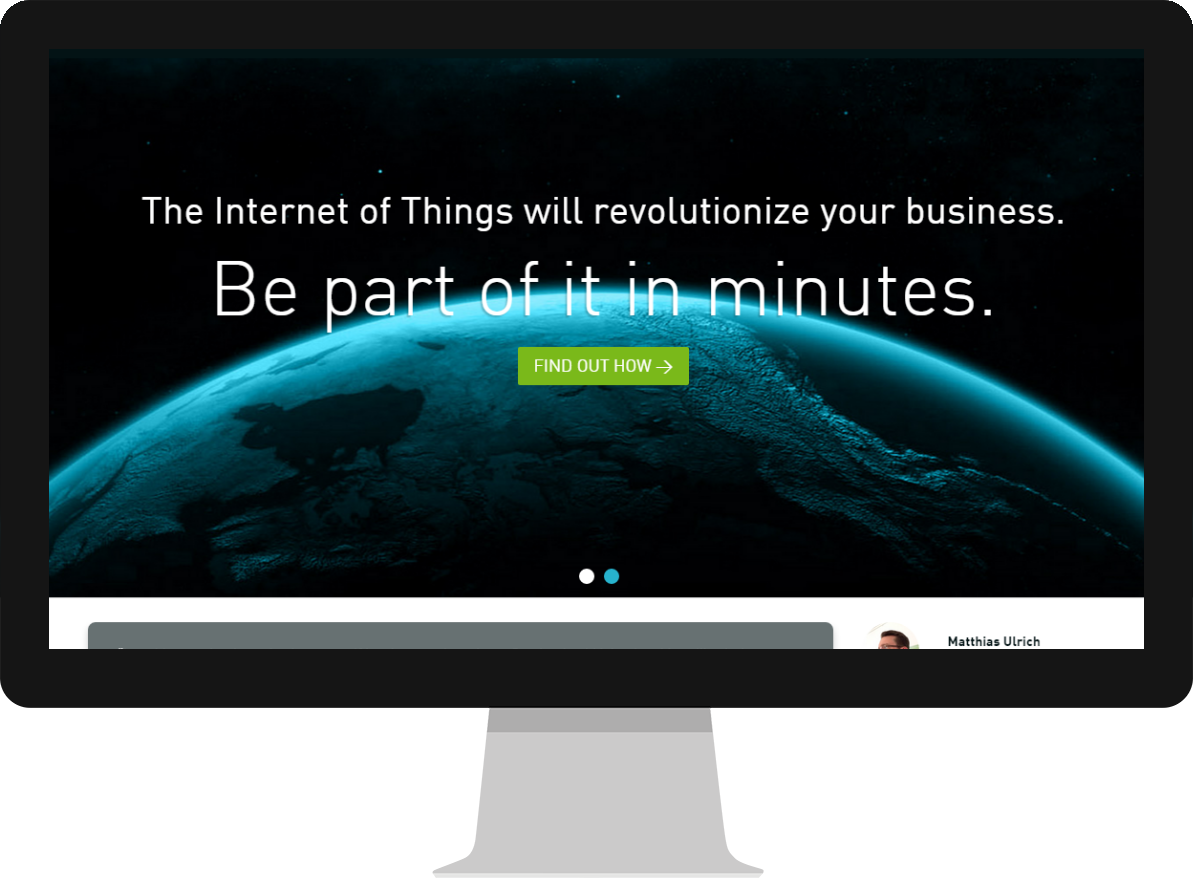 The Internet of Things will revolutionize your business.
Be part of it in minutes.
FIND OUT HOW →
Matthias Ulrich